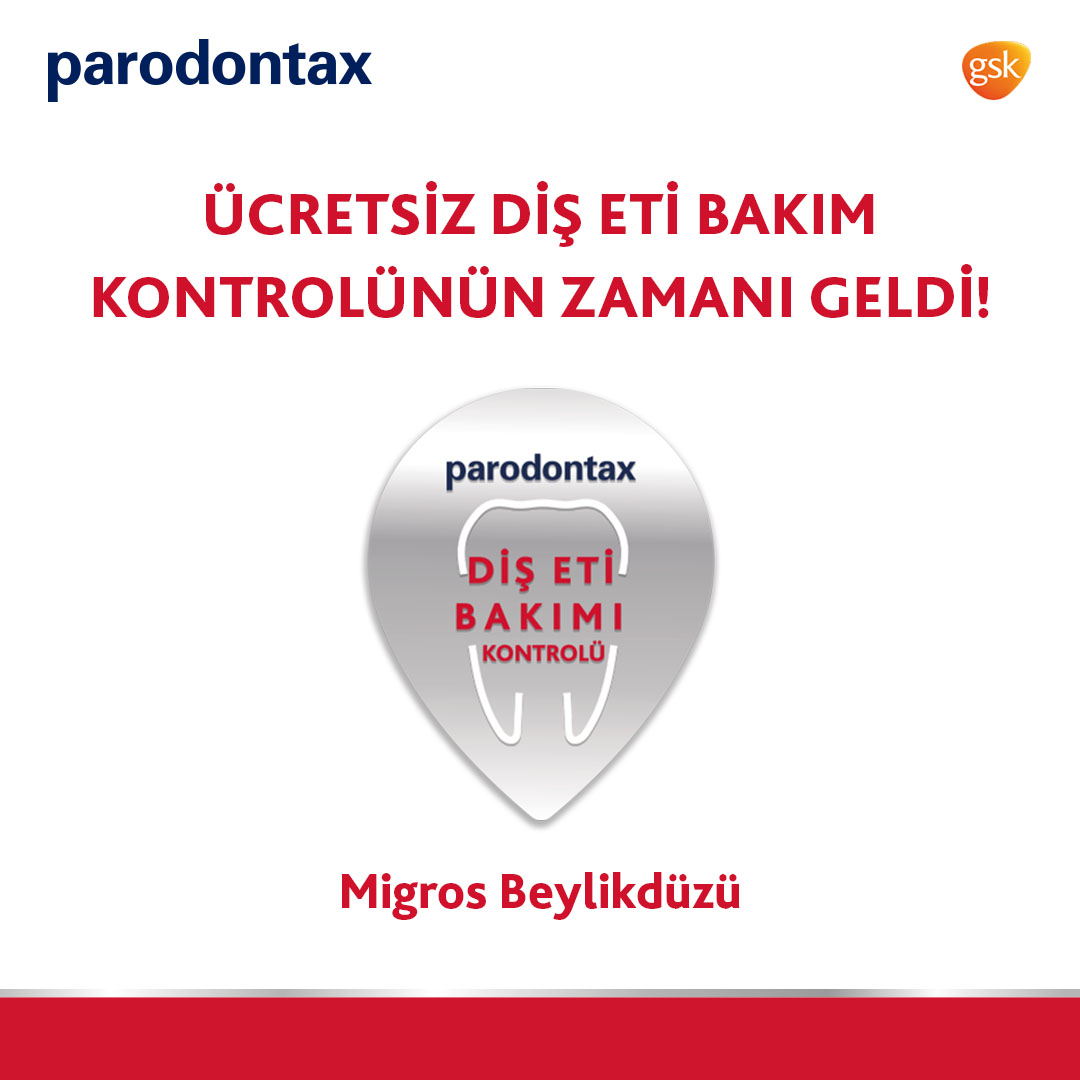 parodontax
gsk
ÜCRETSİZ DİŞ ETİ BAKIM
KONTROLÜNÜN ZAMANI GELDİ!
parodontax
DİŞ ETİ
BAKIMI
KONTROLÜ
Migros Beylikdüzü